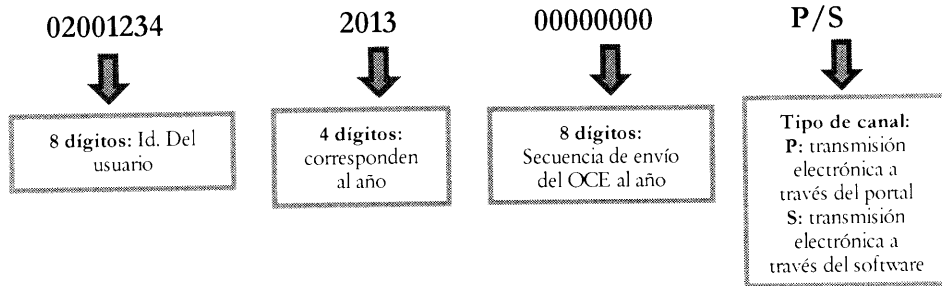 02001234
2013
00000000
P/S
8 dígitos: Id. Del
usuario
4 dígitos:
corresponden
al año
8 dígitos:
Secuencia de envío
del OCE al año
Tipo de canal:
P: transmisión
electrónica a
través del portal
S: transmisión
electrónica a
través del software